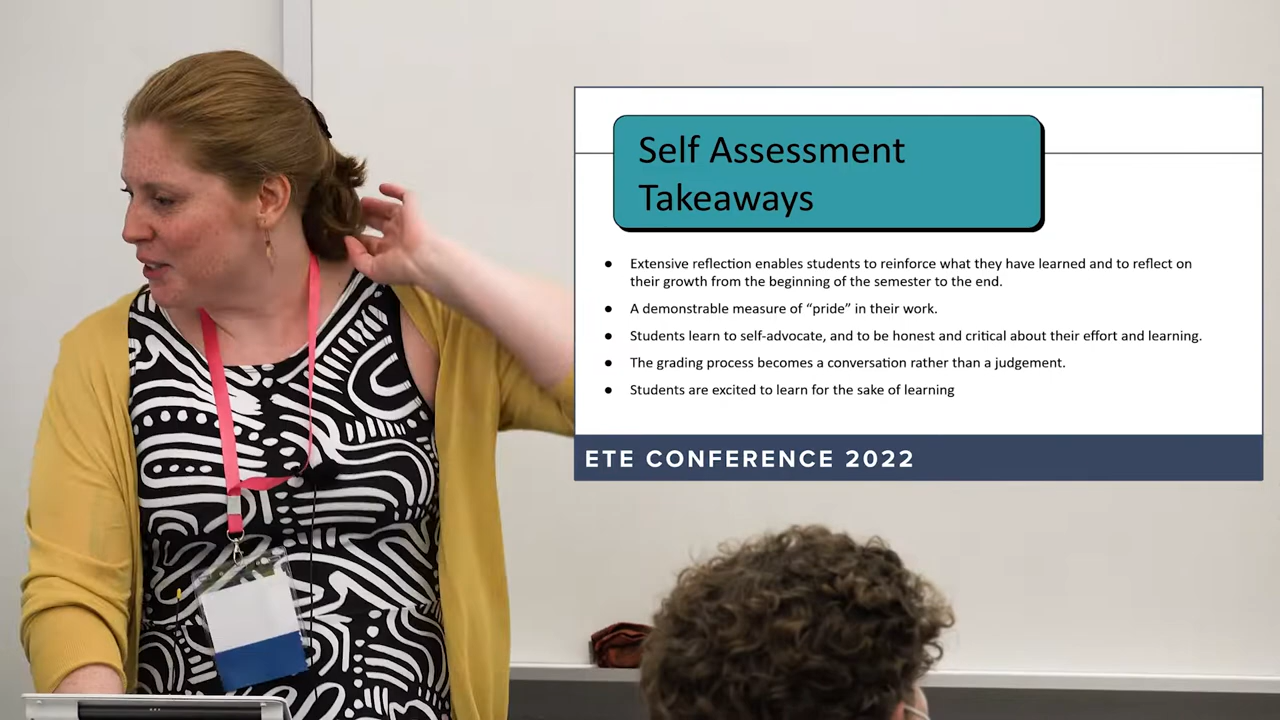 Self Assessment
Takeaways
● Extensive reflection enables students to reinforce what they have learned and to reflect on
their growth from the beginning of the semester to the end.
● A demonstrable measure of “pride” in their work.
● Students learn to self-advocate, and to be honest and critical about their effort and learning.
● The grading process becomes a conversation rather than a judgement.
● Students are excited to learn for the sake of learning
ETE CONFERENCE 2022